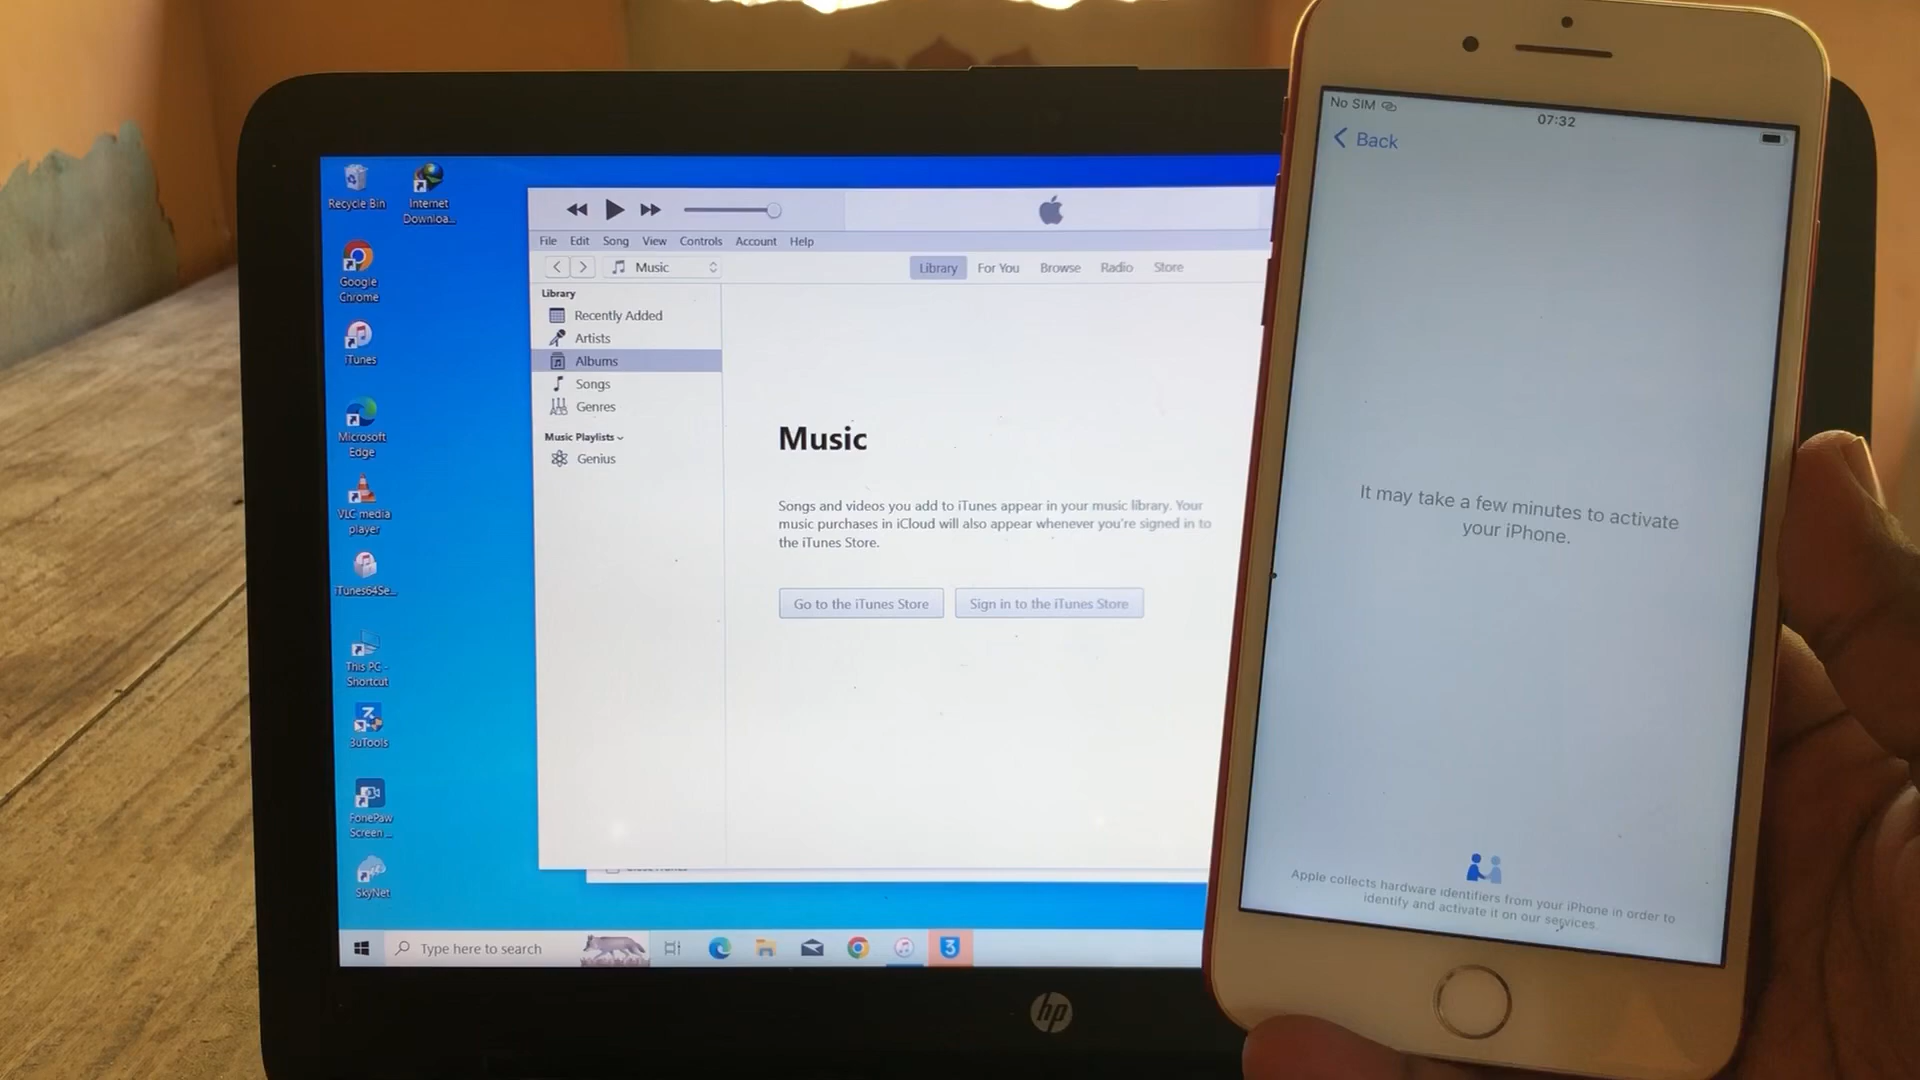 Recycle Bin
Internet
Downloa...
Google
Chrome
iTunes
Microsoft
Edge
VLC media
player
iTunes64Se...
This PC -
Shortcut
3uTools
FonePaw
Screen ...
SkyNet
File Edit Song View Controls Account Help
Music
Library For You Browse Radio Store
Library
Recently Added
Artists
Albums
Songs
Genres
Music Playlists
Genius
Music
Songs and videos you add to iTunes appear in your music library. Your
music purchases in iCloud will also appear whenever you're signed in to
the iTunes Store.
Go to the iTunes Store
Sign in to the iTunes Store
Type here to search
3
hp
No SIM
07:32
Back
It may take a few minutes to activate
your iPhone.
Apple collects hardware identifiers from your iPhone in order to
identify and activate it on our services.